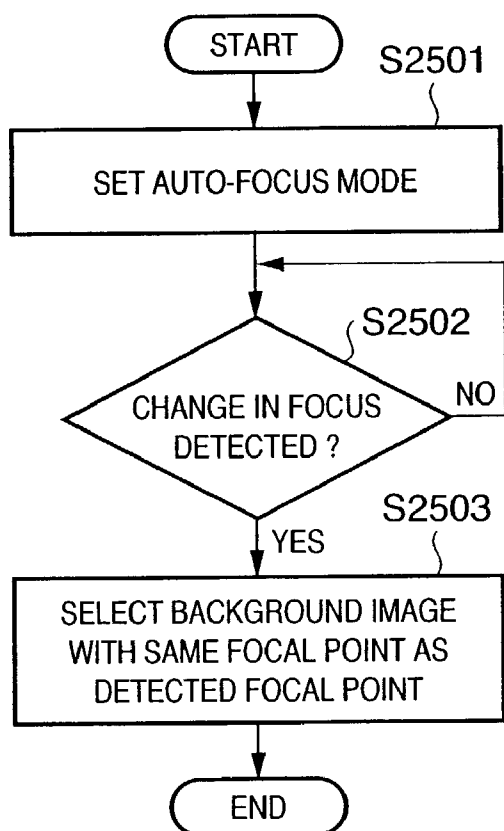 START
S2501
SET AUTO-FOCUS MODE
S2502
CHANGE IN FOCUS
DETECTED ?
NO
YES
S2503
SELECT BACKGROUND IMAGE
WITH SAME FOCAL POINT AS
DETECTED FOCAL POINT
END